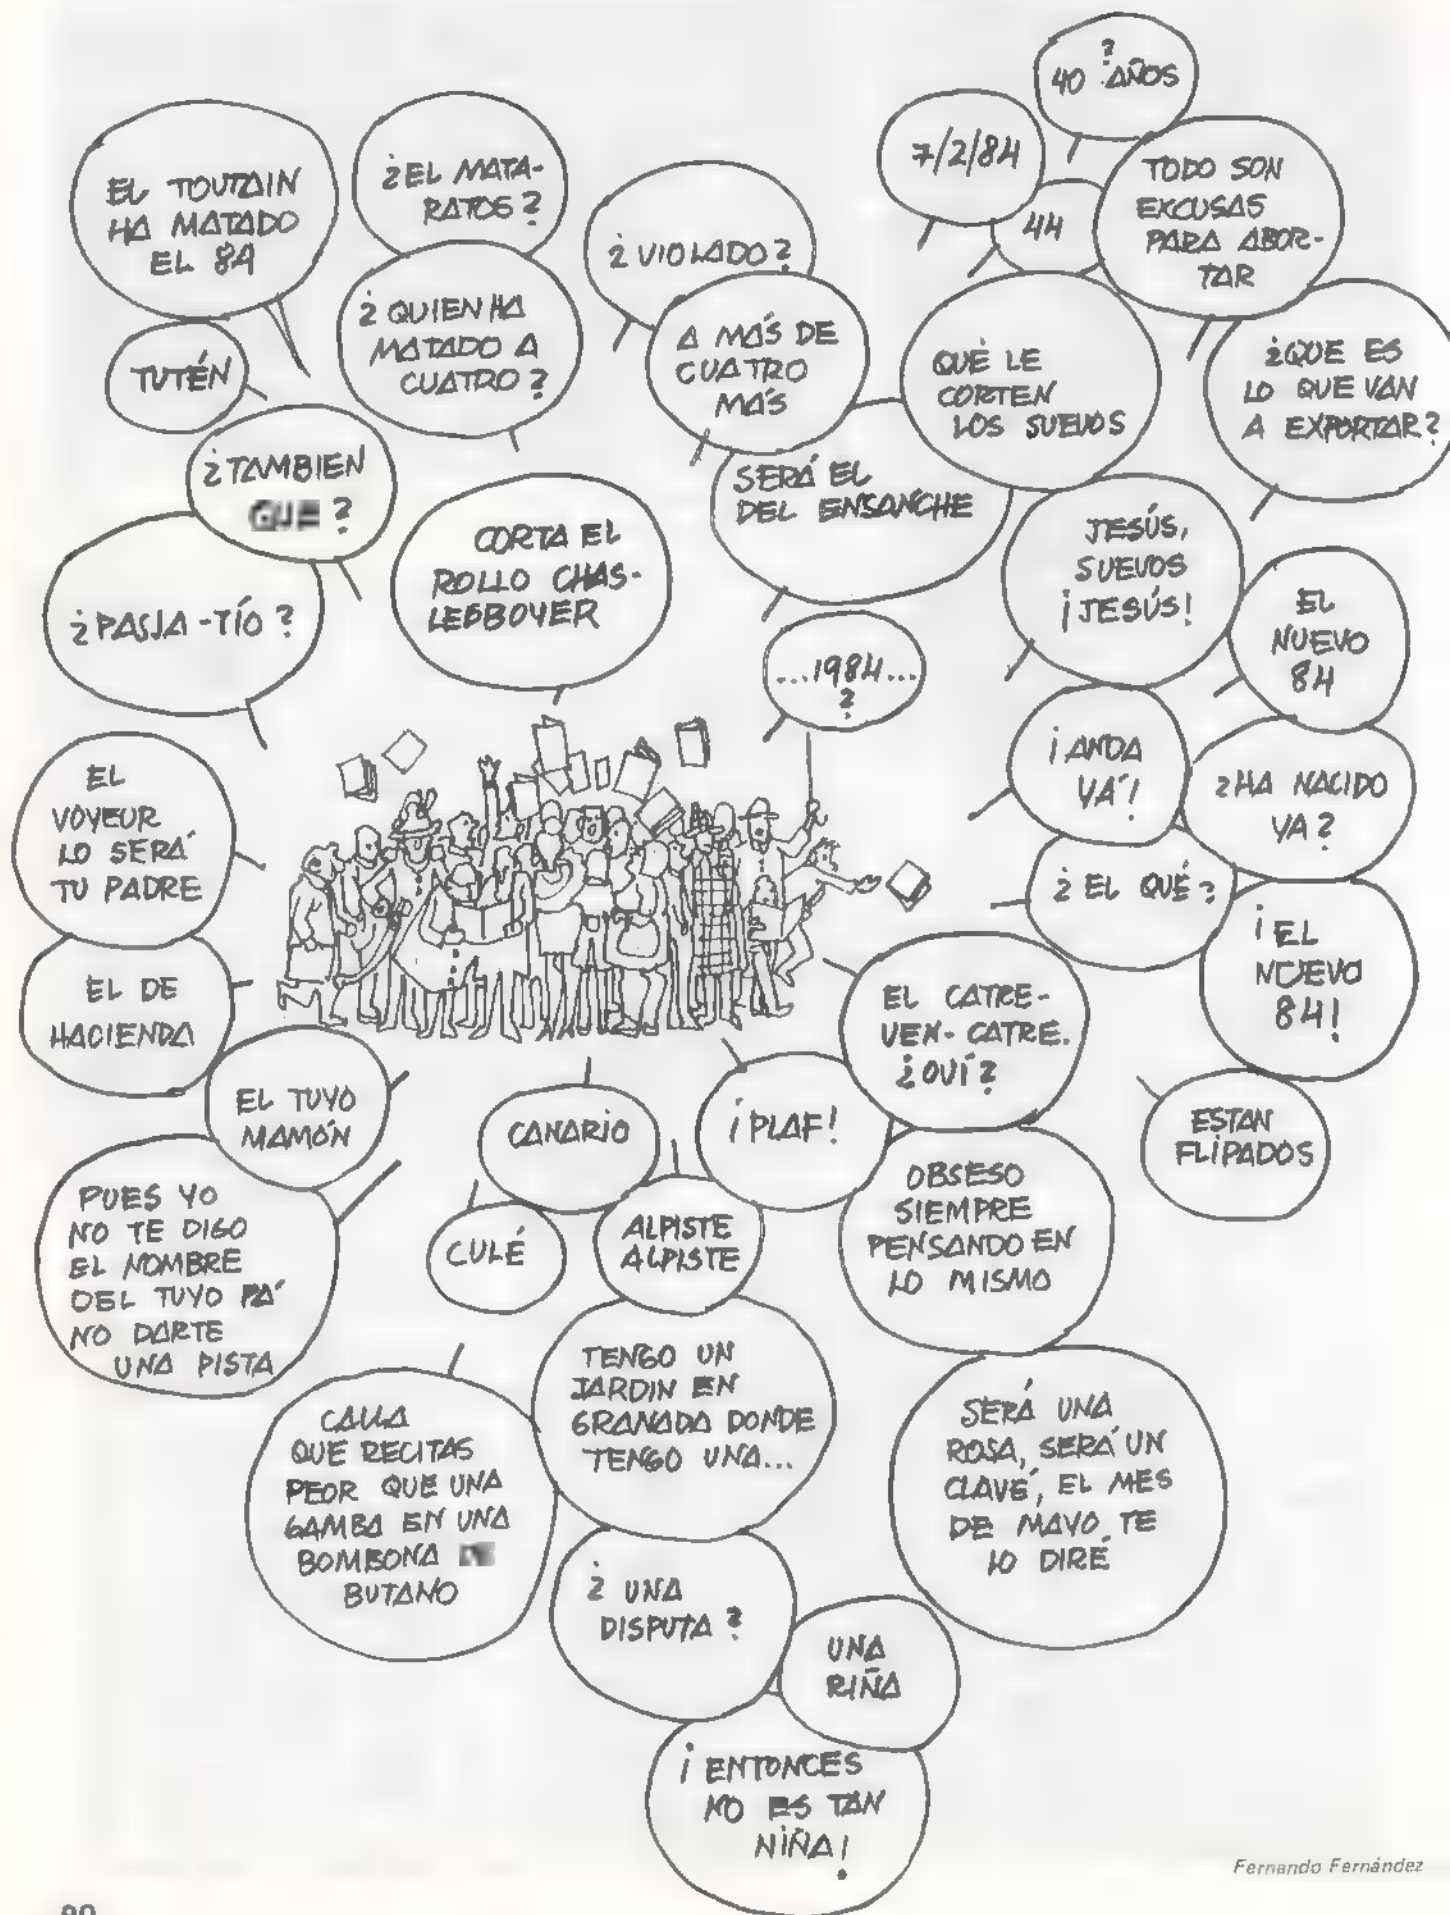 EL TOUTAIN
HA MATADO
EL 84
TUTÉN
¿TAMBIEN
QUE?
¿PASJA-TÍO?
¿EL MATA-
RATOS?
¿QUIEN HA
MATADO A
CUATRO?
CORTA EL
ROLLO CHAS-
LESBOYER
¿VIOLADO?
A MÁS DE
CUATRO
MÁS
SERÁ EL
DEL ENSANCHE
...1984...
?
7/2/84
40 ? AÑOS
44
TODO SON
EXCUSAS
PARA ABOR-
TAR
QUÉ LE
CORTEN
LOS SUEVOS
¿QUE ES
LO QUE VAN
A EXPORTAR?
JESÚS,
SUEVOS
¡JESÚS!
EL
NUEVO
84
¡ANDA
YA!
¿HA NACIDO
YA?
¿EL QUÉ?
¡EL
NUEVO
84!
ESTAN
FLIPADOS
EL
VOYEUR
LO SERÁ
TU PADRE
EL DE
HACIENDA
EL TUYO
MAMÓN
PUES YO
NO TE DIGO
EL NOMBRE
DEL TUYO PA'
NO DARTE
UNA PISTA
EL CATRE-
VEN-CATRE.
¿OUÍ?
¡PLAF!
CANARIO
CULÉ
ALPISTE
ALPISTE
OBSESO
SIEMPRE
PENSANDO EN
LO MISMO
TENGO UN
JARDIN EN
GRANADA DONDE
TENGO UNA...
CALLA
QUE RECITAS
PEOR QUE UNA
GAMBA EN UNA
BOMBONA DE
BUTANO
SERÁ UNA
ROSA, SERÁ UN
CLAVÉ, EL MES
DE MAYO TE
LO DIRÉ
¿UNA
DISPUTA?
UNA
RIÑA
¡ENTONCES
NO ES TAN
NIÑA!
Fernando Fernández